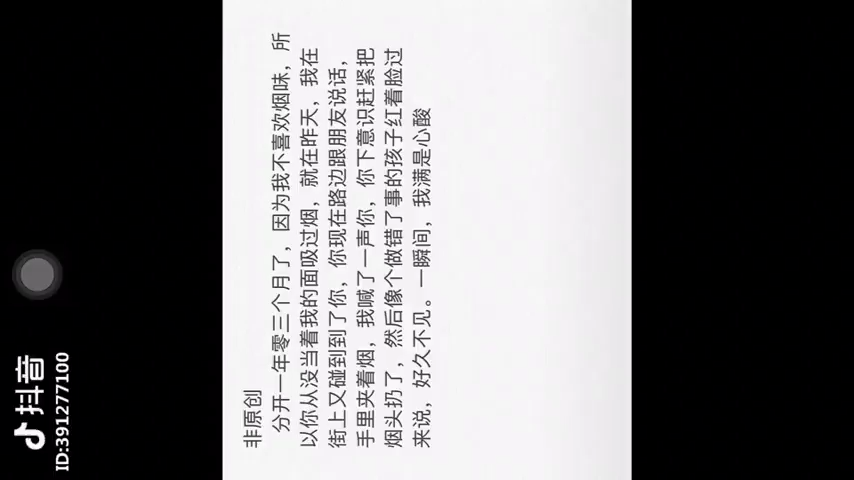 非原创
分开一年零三个月了，因为我不喜欢烟味，所
以你从没当着我的面吸过烟，就在昨天，我在
街上又碰到到了你，你现在路边跟朋友说话，
手里夹着烟，我喊了一声你，你下意识赶紧把
烟头扔了，然后像个做错了事的孩子红着脸过
来说，好久不见。一瞬间，我满是心酸
抖音
ID:391277100